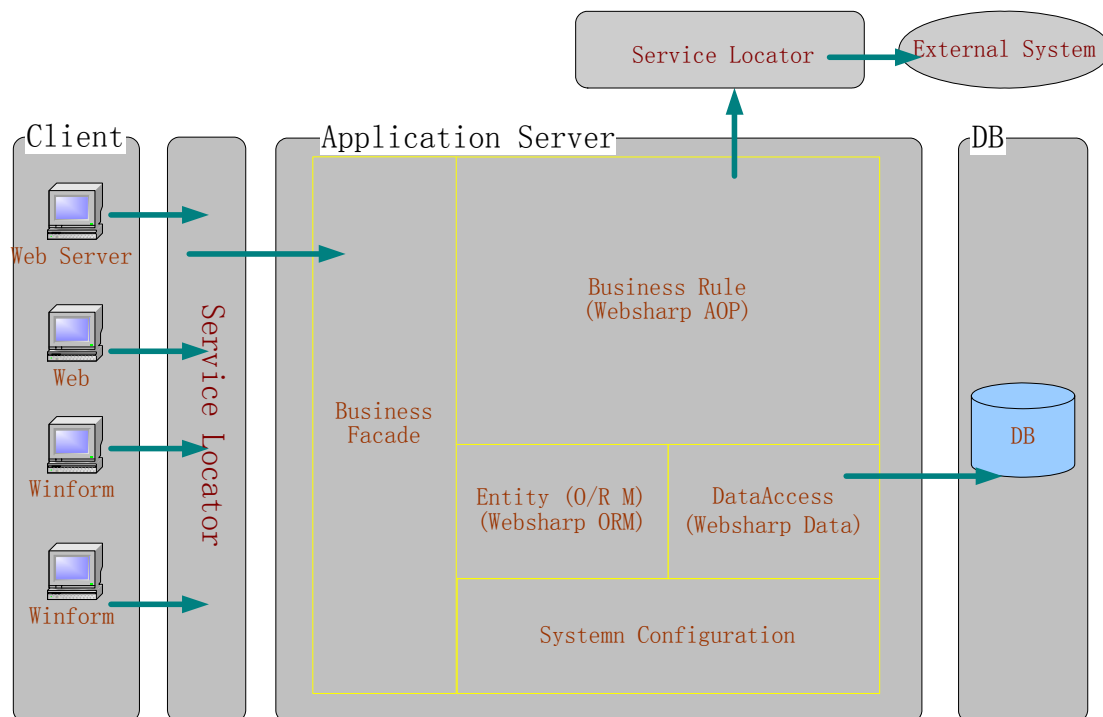 Service Locator
External System
Client
Application Server
DB
Web Server
Web
Winform
Winform
Service Locator
Business
Facade
Business Rule
(Websharp AOP)
Entity (O/R M)
(Websharp ORM)
DataAccess
(Websharp Data)
Systemn Configuration
DB